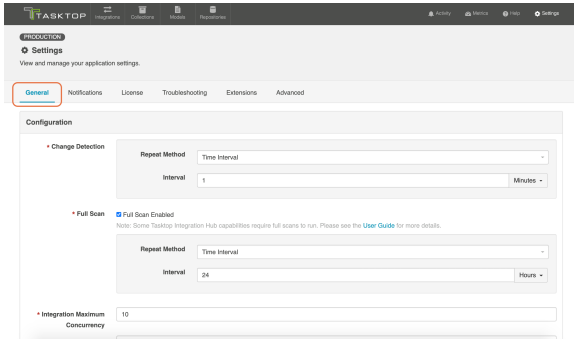 TASKTOP
Integrations
Collections
Models
Repositories
Activity
Metrics
Help
Settings
PRODUCTION
Settings
View and manage your application settings.
General
Notifications
License
Troubleshooting
Extensions
Advanced
Configuration
* Change Detection
Repeat Method
Time Interval
Interval
1
Minutes
* Full Scan
Full Scan Enabled
Note: Some Tasktop Integration Hub capabilities require full scans to run. Please see the User Guide for more details.
Repeat Method
Time Interval
Interval
24
Hours
* Integration Maximum
Concurrency
10